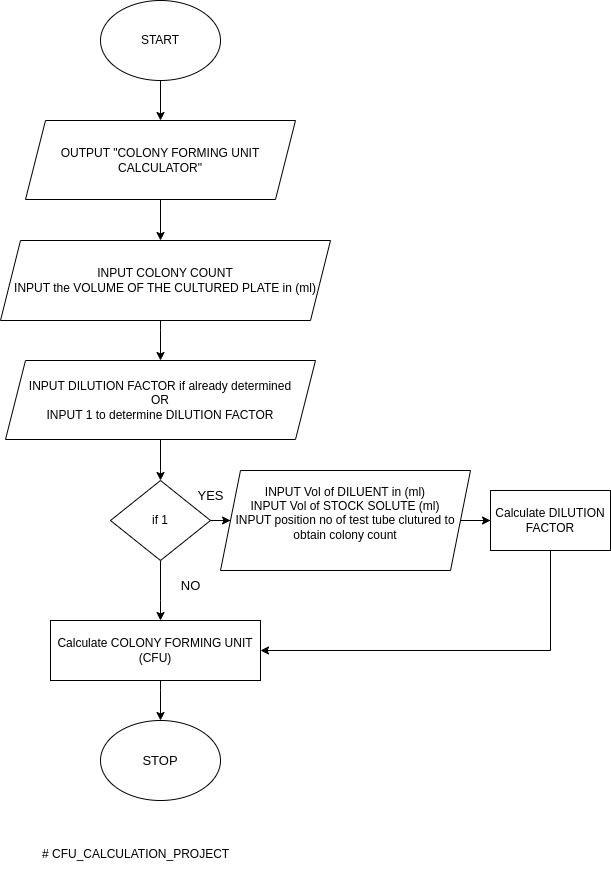 START
OUTPUT "COLONY FORMING UNIT
CALCULATOR"
INPUT COLONY COUNT
INPUT the VOLUME OF THE CULTURED PLATE in (ml)
INPUT DILUTION FACTOR if already determined
OR
INPUT 1 to determine DILUTION FACTOR
if 1
YES
INPUT Vol of DILUENT in (ml)
INPUT Vol of STOCK SOLUTE (ml)
INPUT position no of test tube clutured to
obtain colony count
Calculate DILUTION
FACTOR
NO
Calculate COLONY FORMING UNIT
(CFU)
STOP
# CFU_CALCULATION_PROJECT